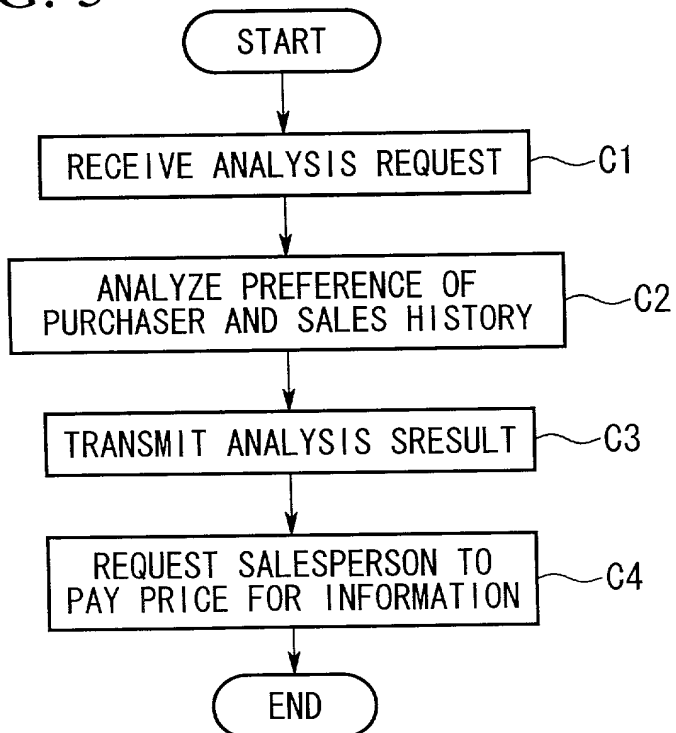 START
RECEIVE ANALYSIS REQUEST
C1
ANALYZE PREFERENCE OF
PURCHASER AND SALES HISTORY
C2
TRANSMIT ANALYSIS SRESULT
C3
REQUEST SALESPERSON TO
PAY PRICE FOR INFORMATION
C4
END